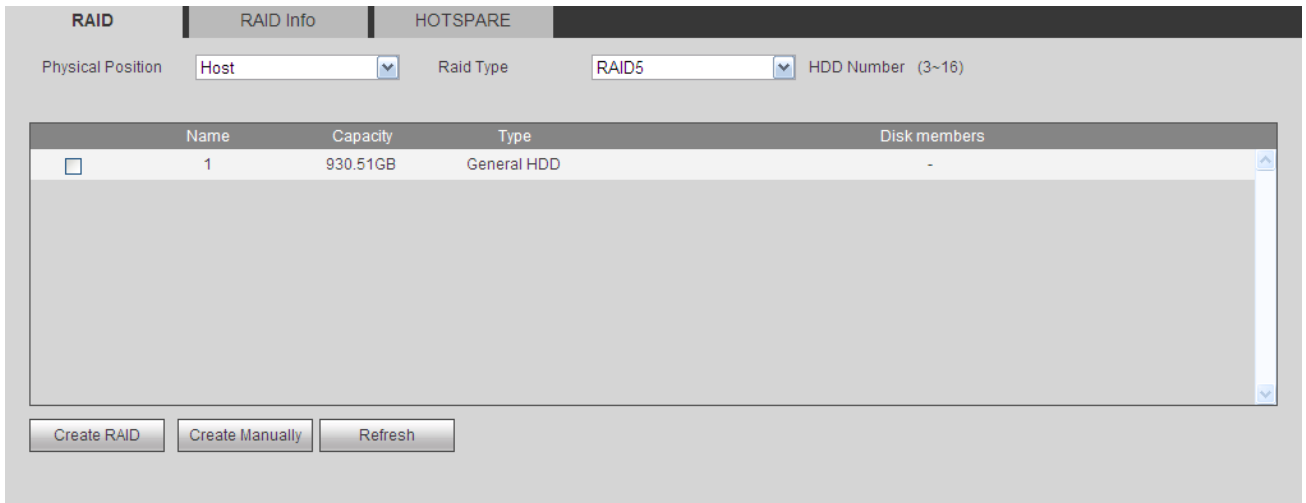 RAID RAID Info HOTSPARE
Physical Position Host Raid Type RAID5 HDD Number (3~16)
Name Capacity Type Disk members
1 930.51GB General HDD -
Create RAID Create Manually Refresh